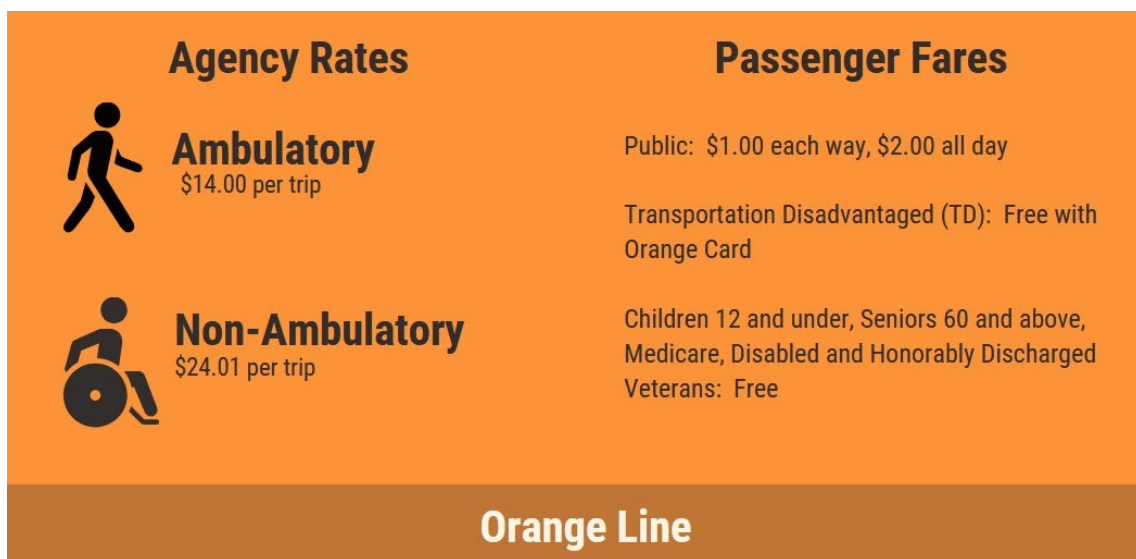 Agency Rates
Ambulatory
$14.00 per trip
Non-Ambulatory
$24.01 per trip
Passenger Fares
Public:  $1.00 each way, $2.00 all day
Transportation Disadvantaged (TD):  Free with
Orange Card
Children 12 and under, Seniors 60 and above,
Medicare, Disabled and Honorably Discharged
Veterans:  Free
Orange Line